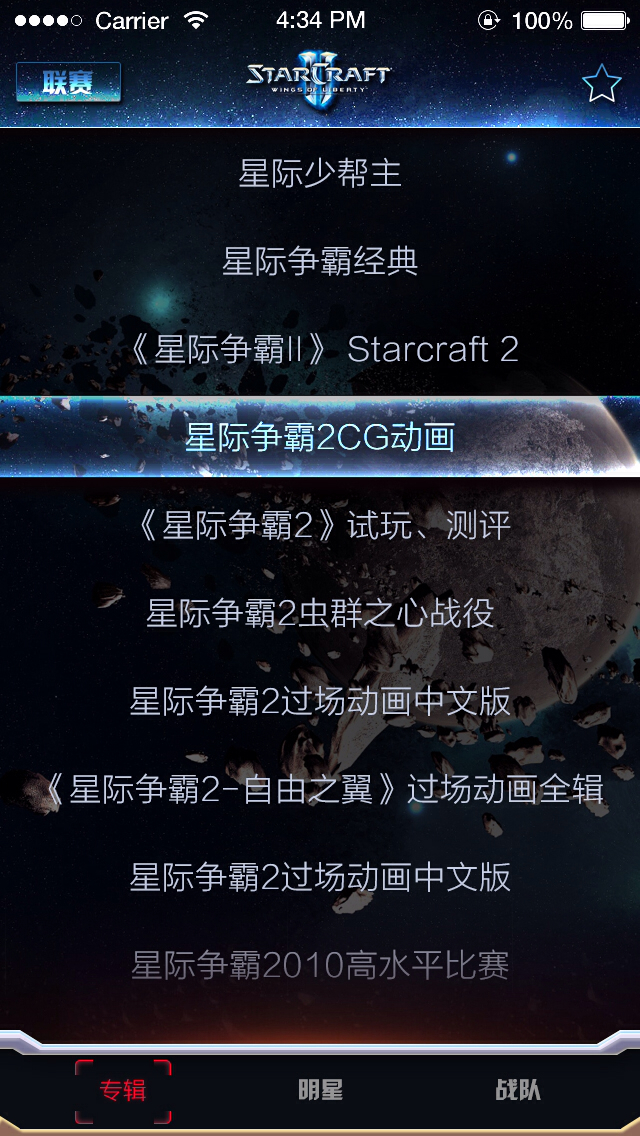 Carrier 4:34 PM 100%
联赛
STARCRAFT
II
WINGS OF LIBERTY
星际少帮主
星际争霸经典
《星际争霸II》 Starcraft 2
星际争霸2CG动画
《星际争霸2》试玩、测评
星际争霸2虫群之心战役
星际争霸2过场动画中文版
《星际争霸2-自由之翼》过场动画全辑
星际争霸2过场动画中文版
星际争霸2010高水平比赛
专辑 明星 战队